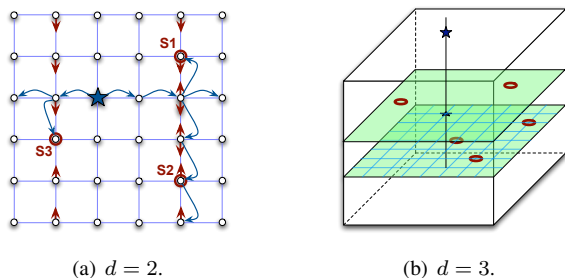 S1
S3
S2
(a) d = 2.
(b) d = 3.